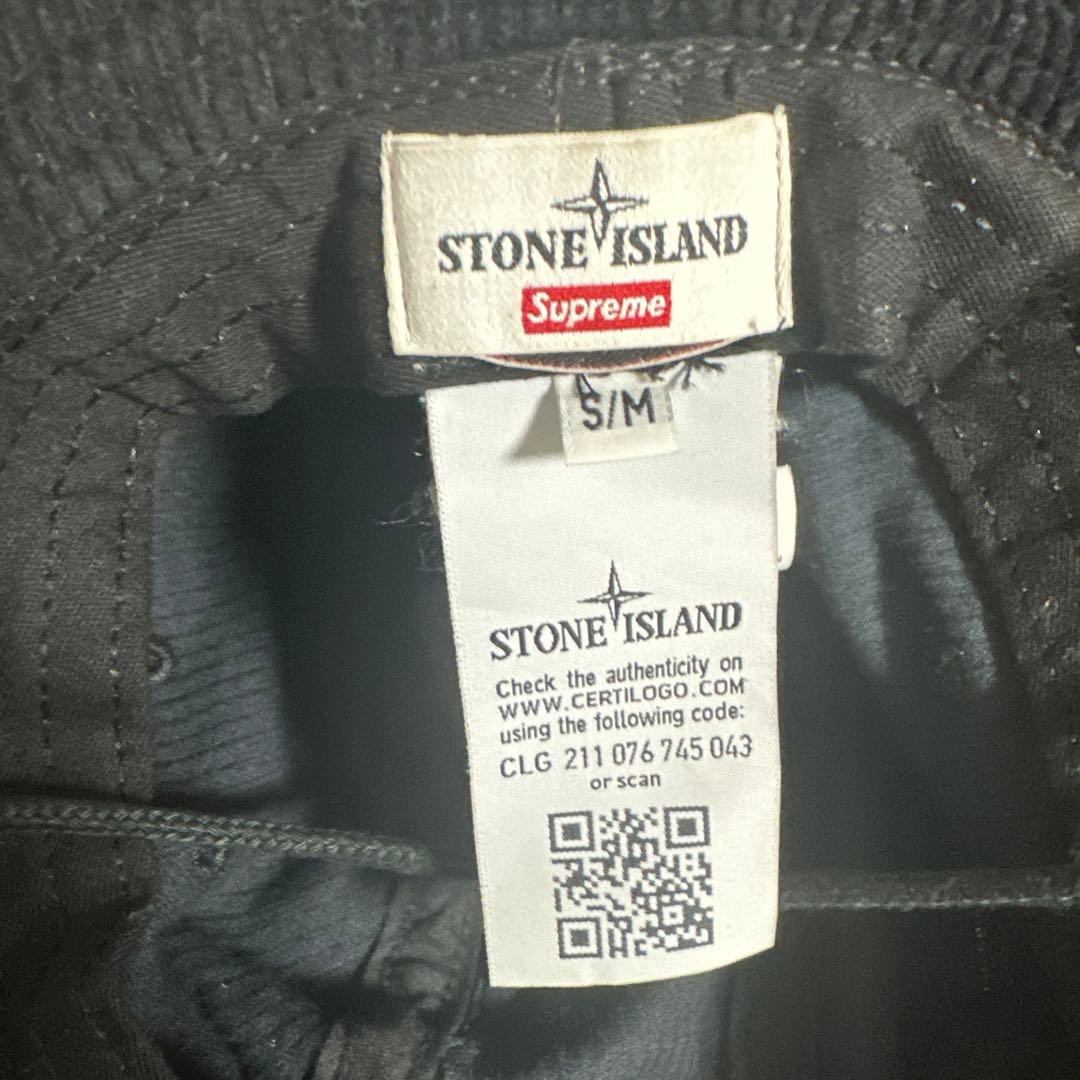 STONE ISLAND
Supreme
S/M
STONE ISLAND
Check the authenticity on
WWW.CERTILOGO.COM
using the following code:
CLG 211 076 745 043
or scan